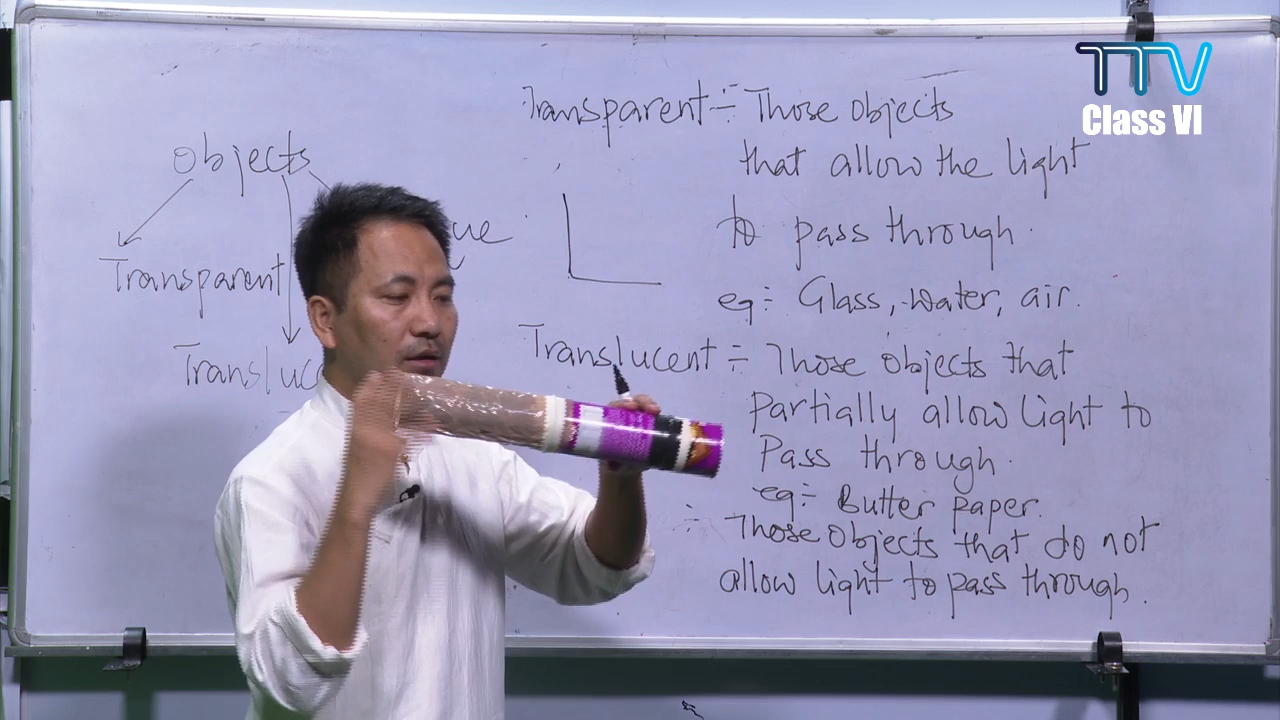 TTV
Class VI
Objects
Transparent
Transparent :- Those objects
that allow the light
to pass through.
eg :- Glass, water, air.
Translucent :- Those objects that
partially allow light to
pass through.
eg :- Butter paper.
:- Those objects that do not
allow light to pass through.